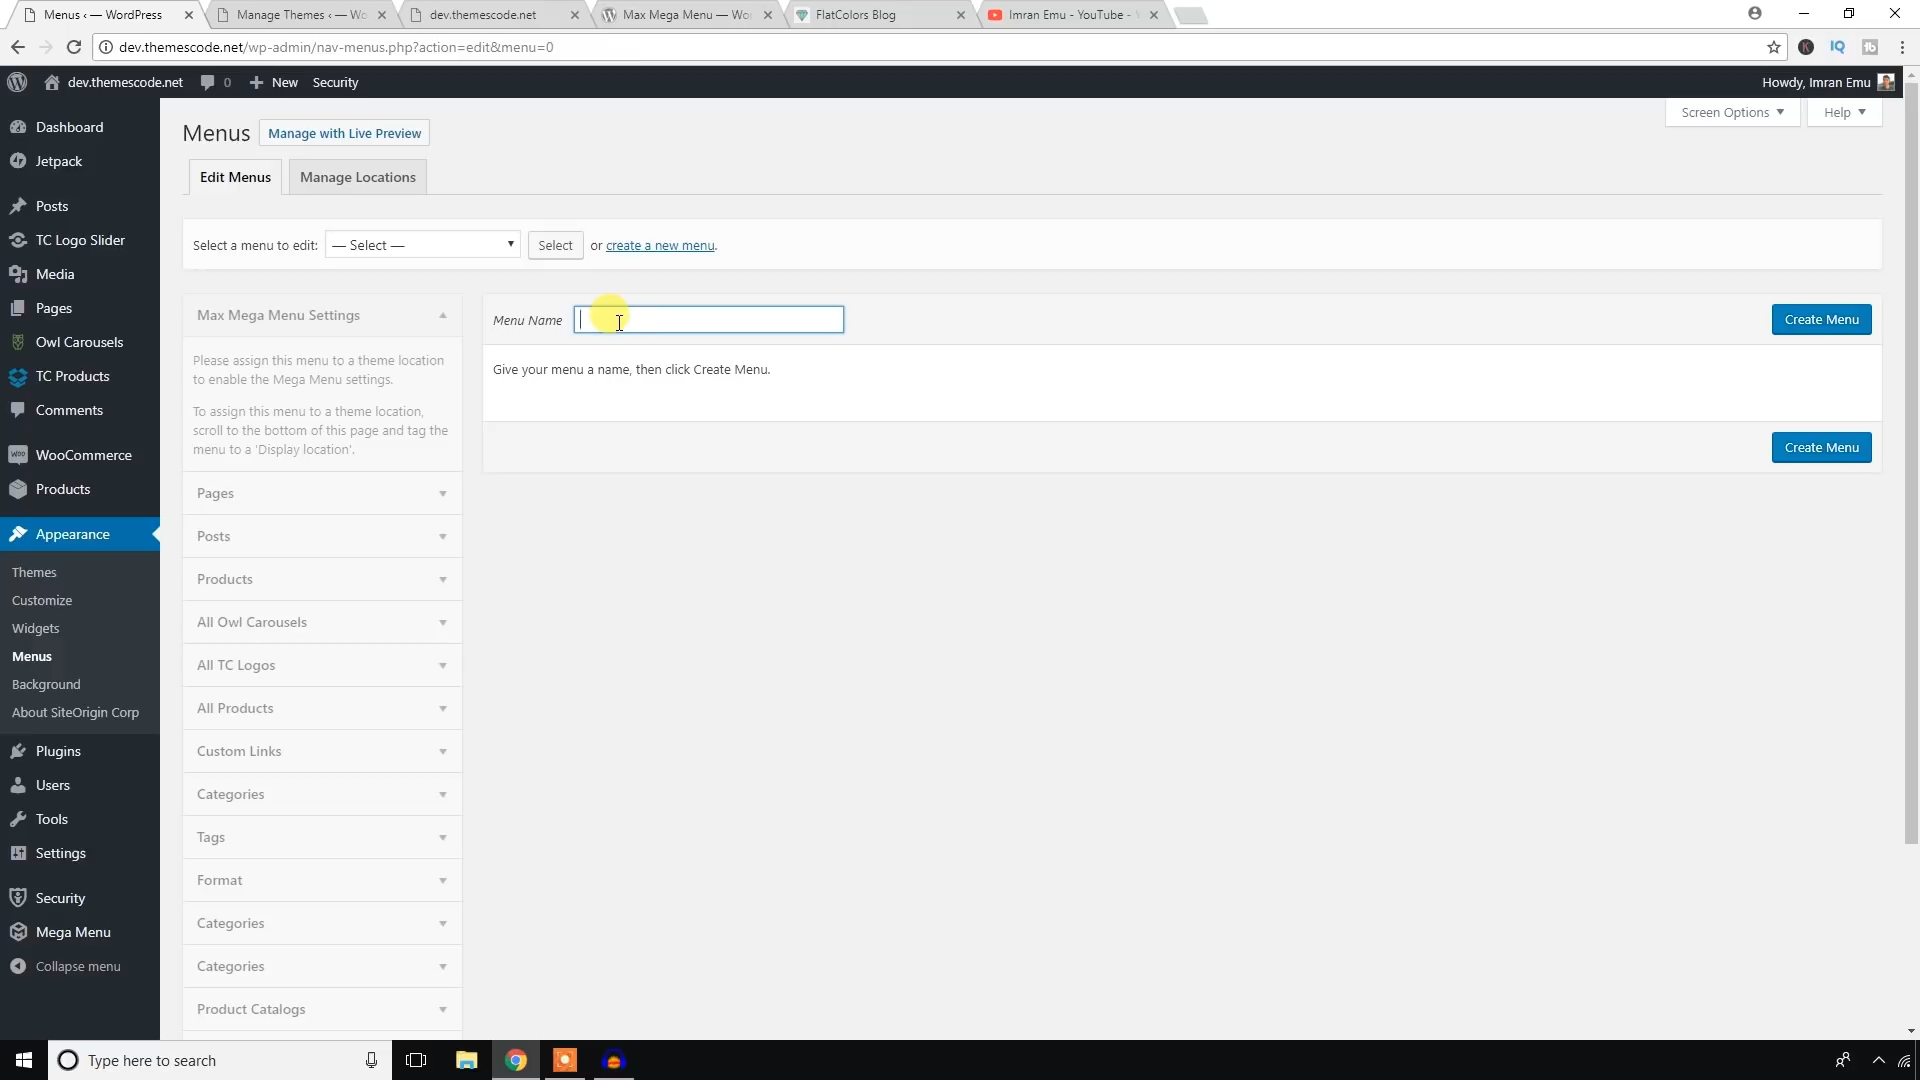 Menus ‹ — WordPress
Manage Themes ‹ — Wo
dev.themescode.net
Max Mega Menu — Wor
FlatColors Blog
Imran Emu - YouTube -
dev.themescode.net/wp-admin/nav-menus.php?action=edit&menu=0
dev.themescode.net
0
New
Security
Howdy, Imran Emu
Dashboard
Jetpack
Posts
TC Logo Slider
Media
Pages
Owl Carousels
TC Products
Comments
WooCommerce
Products
Appearance
Themes
Customize
Widgets
Menus
Background
About SiteOrigin Corp
Plugins
Users
Tools
Settings
Security
Mega Menu
Collapse menu
Screen Options
Help
Menus
Manage with Live Preview
Edit Menus
Manage Locations
Select a menu to edit:
— Select —
Select
or create a new menu.
Max Mega Menu Settings
Please assign this menu to a theme location
to enable the Mega Menu settings.
To assign this menu to a theme location,
scroll to the bottom of this page and tag the
menu to a 'Display location'.
Pages
Posts
Products
All Owl Carousels
All TC Logos
All Products
Custom Links
Categories
Tags
Format
Categories
Categories
Product Catalogs
Menu Name
Create Menu
Give your menu a name, then click Create Menu.
Create Menu
Type here to search